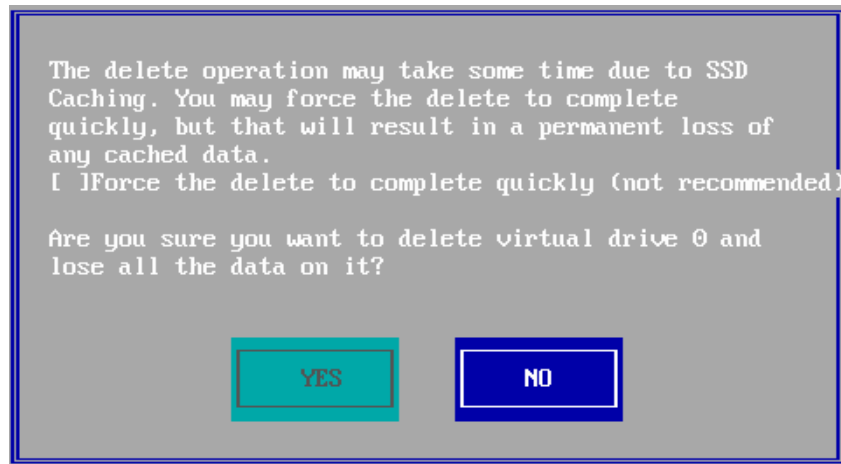 The delete operation may take some time due to SSD
Caching. You may force the delete to complete
quickly, but that will result in a permanent loss of
any cached data.
[ ]Force the delete to complete quickly (not recommended)
Are you sure you want to delete virtual drive 0 and
lose all the data on it?
YES NO